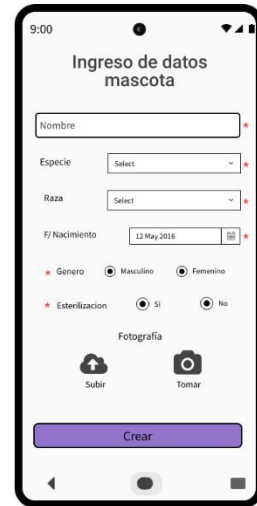 9:00
Ingreso de datos
mascota
Nombre *
Especie Select *
Raza Select *
F/ Nacimiento 12 May 2016 *
* Genero Masculino Femenino
* Esterilizacion Si No
Fotografía
Subir Tomar
Crear